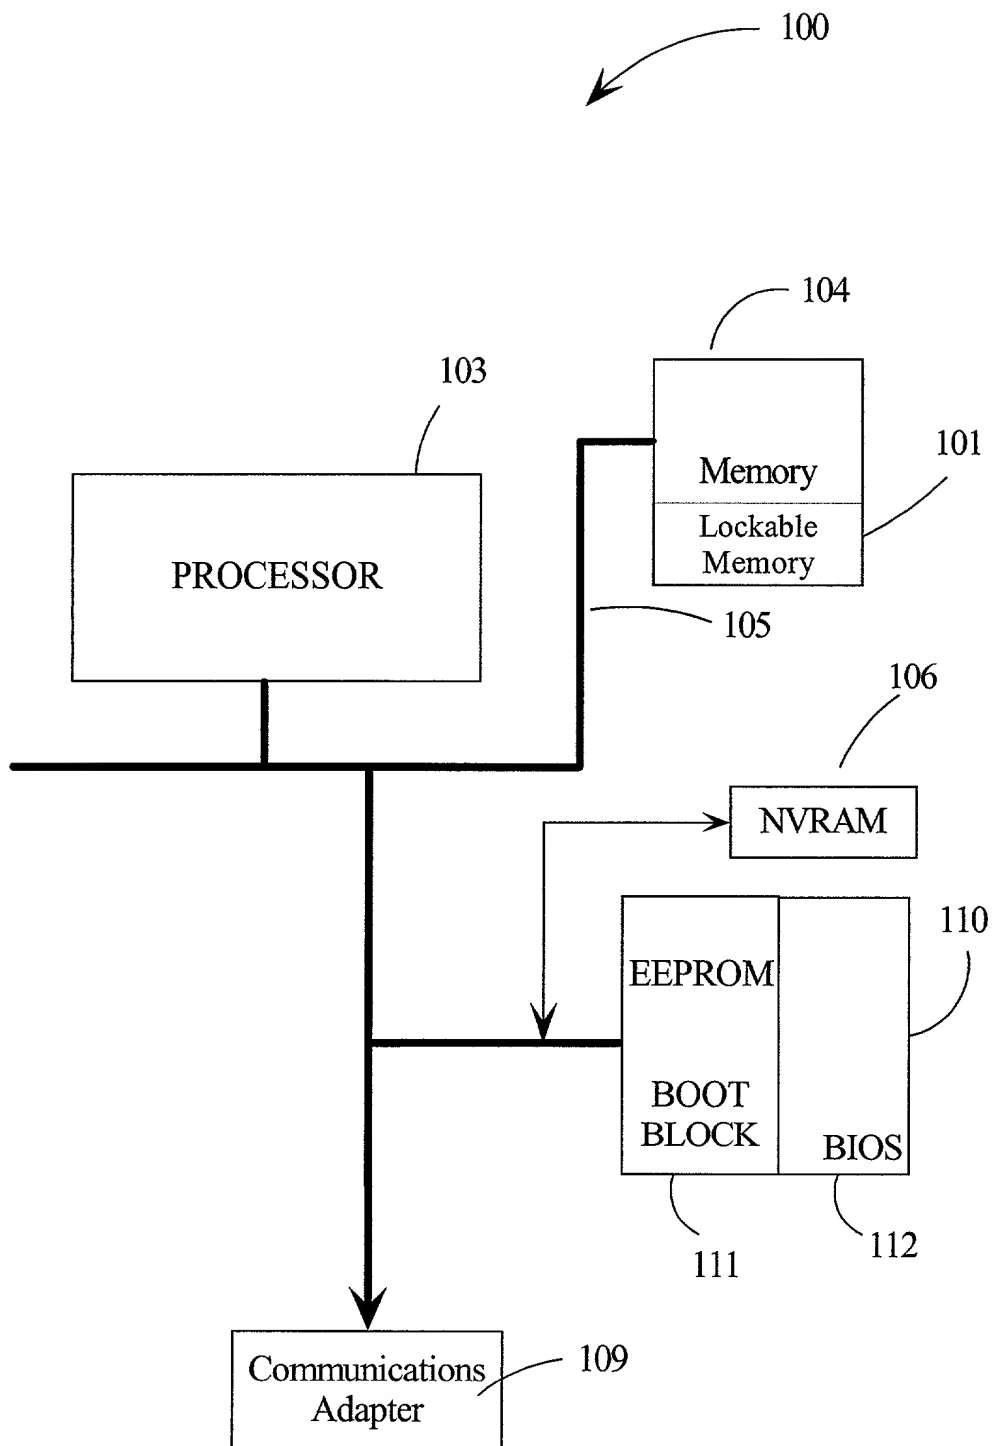 100
104
103
101
Memory
Lockable
Memory
PROCESSOR
105
106
NVRAM
110
EEPROM
BOOT
BLOCK
BIOS
111
112
Communications
Adapter
109